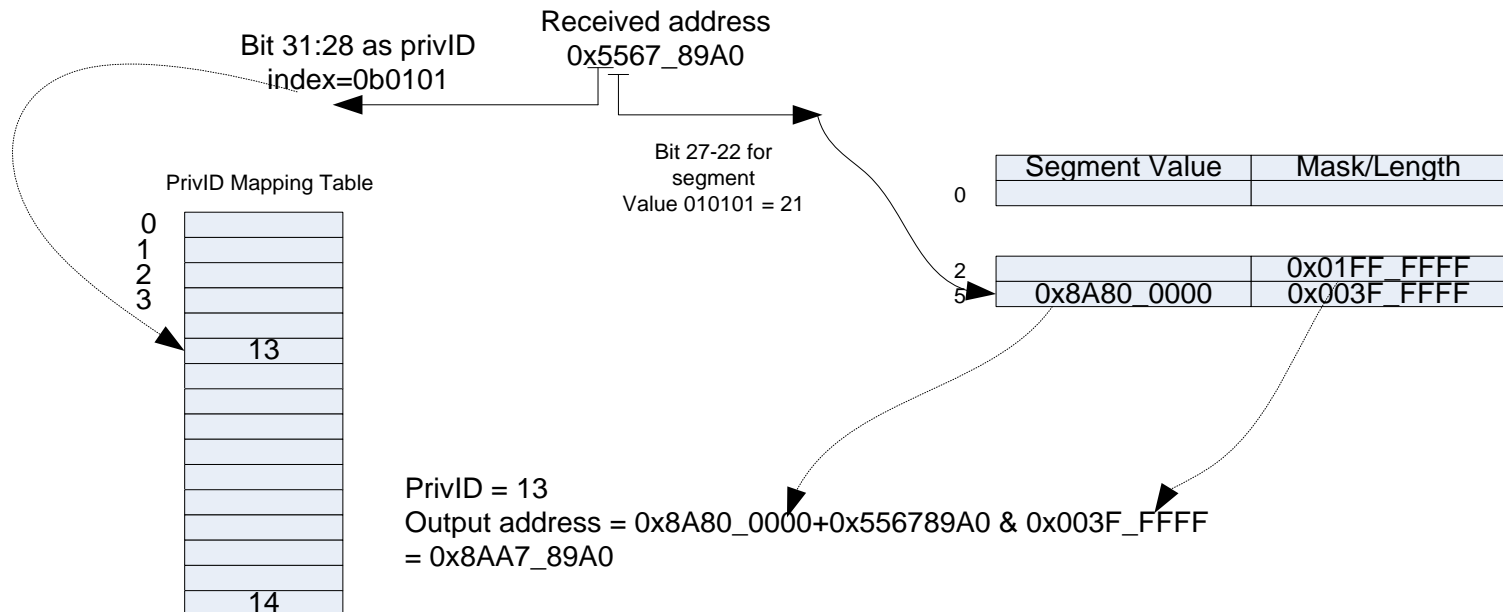 Received address
0x5567_89A0
Bit 31:28 as privID
index=0b0101
Bit 27-22 for
segment
Value 010101 = 21
PrivID Mapping Table
0
1
2
3
13
14
Segment Value Mask/Length
0
2 0x01FF_FFFF
5 0x8A80_0000 0x003F_FFFF
PrivID = 13
Output address = 0x8A80_0000+0x556789A0 & 0x003F_FFFF
= 0x8AA7_89A0